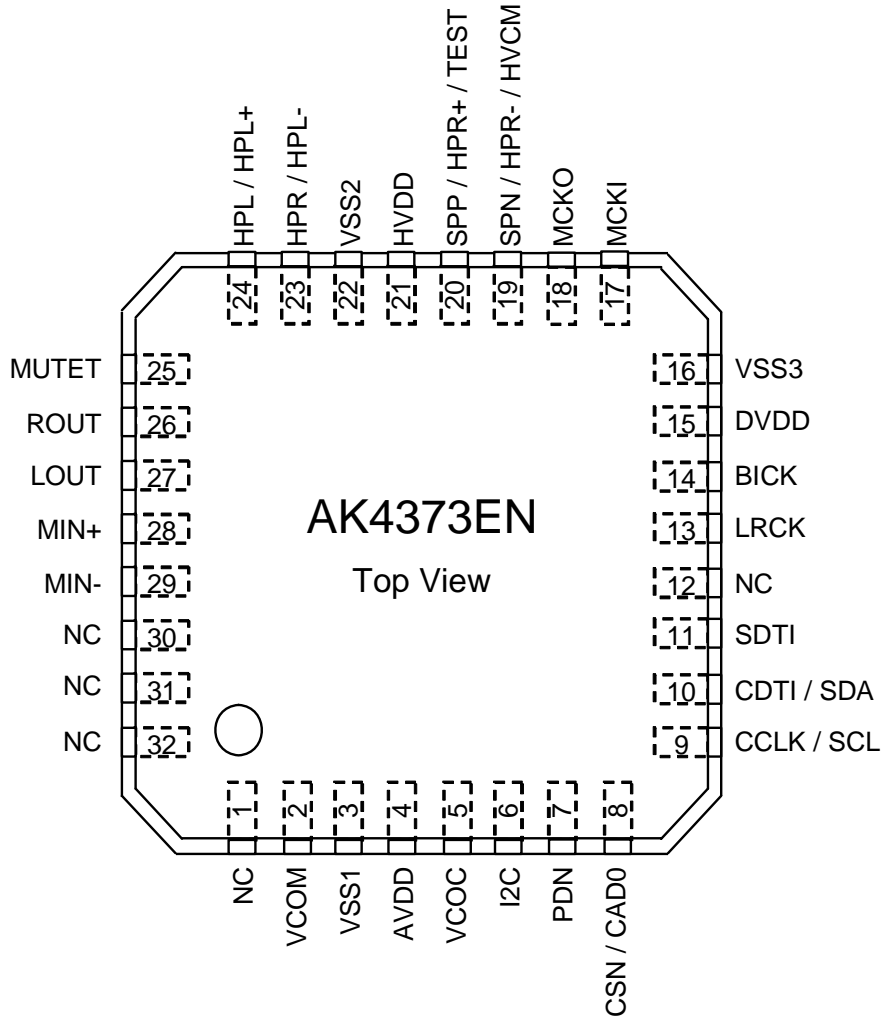 HPL / HPL+
HPR / HPL-
VSS2
HVDD
SPP / HPR+ / TEST
SPN / HPR- / HVCM
MCKO
MCKI
24
23
22
21
20
19
18
17
MUTET 25
ROUT 26
LOUT 27
MIN+ 28
MIN- 29
NC 30
NC 31
NC 32
AK4373EN
Top View
16 VSS3
15 DVDD
14 BICK
13 LRCK
12 NC
11 SDTI
10 CDTI / SDA
9 CCLK / SCL
1
2
3
4
5
6
7
8
NC
VCOM
VSS1
AVDD
VCOC
I2C
PDN
CSN / CAD0